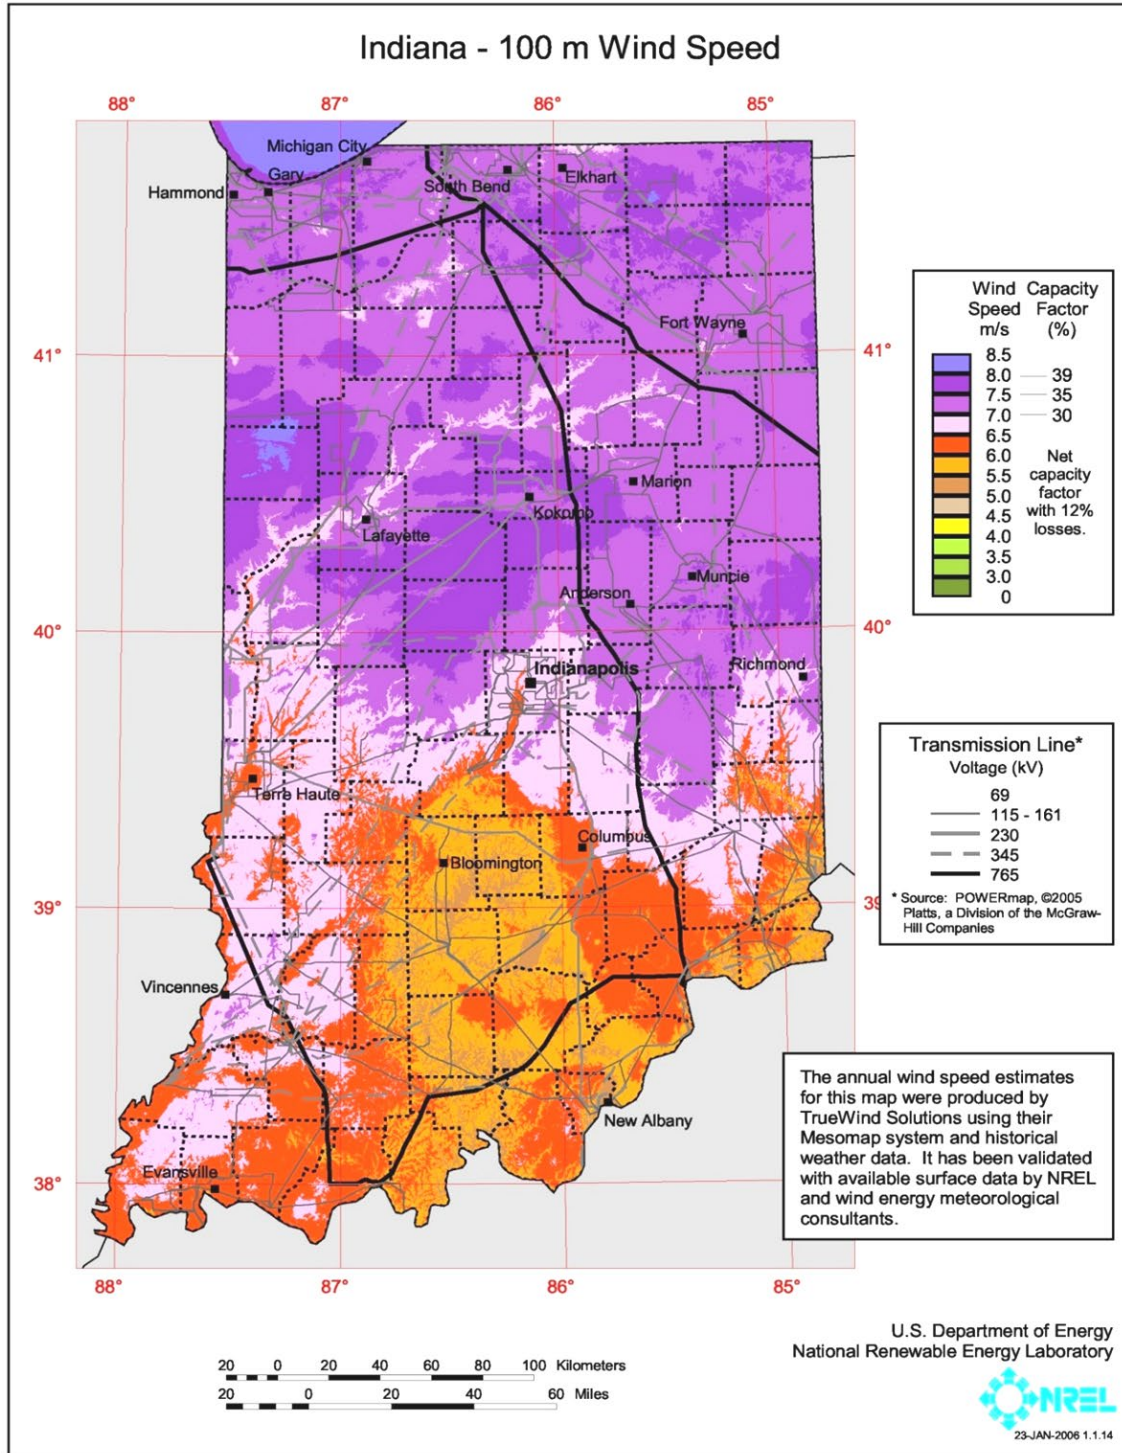 Indiana - 100 m Wind Speed
88° 87° 86° 85°
Michigan City
Gary
Hammond
South Bend
Elkhart
Fort Wayne
41° 41°
Marion
Kokomo
Lafayette
Muncie
Anderson
40° 40°
Richmond
Indianapolis
Terre Haute
Columbus
Bloomington
39° 39
Vincennes
New Albany
Evansville
38°
88° 87° 86° 85°
Wind Capacity
Speed Factor
m/s (%)
8.5
8.0 39
7.5 35
7.0 30
6.5
6.0 Net
5.5 capacity
5.0 factor
4.5 with 12%
4.0 losses.
3.5
3.0
0
Transmission Line*
Voltage (kV)
69
115 - 161
230
345
765
* Source: POWERmap, ©2005
Platts, a Division of the McGraw-
Hill Companies
The annual wind speed estimates
for this map were produced by
TrueWind Solutions using their
Mesomap system and historical
weather data. It has been validated
with available surface data by NREL
and wind energy meteorological
consultants.
20 0 20 40 60 80 100 Kilometers
20 0 20 40 60 Miles
U.S. Department of Energy
National Renewable Energy Laboratory
NREL
23-JAN-2006 1.1.14